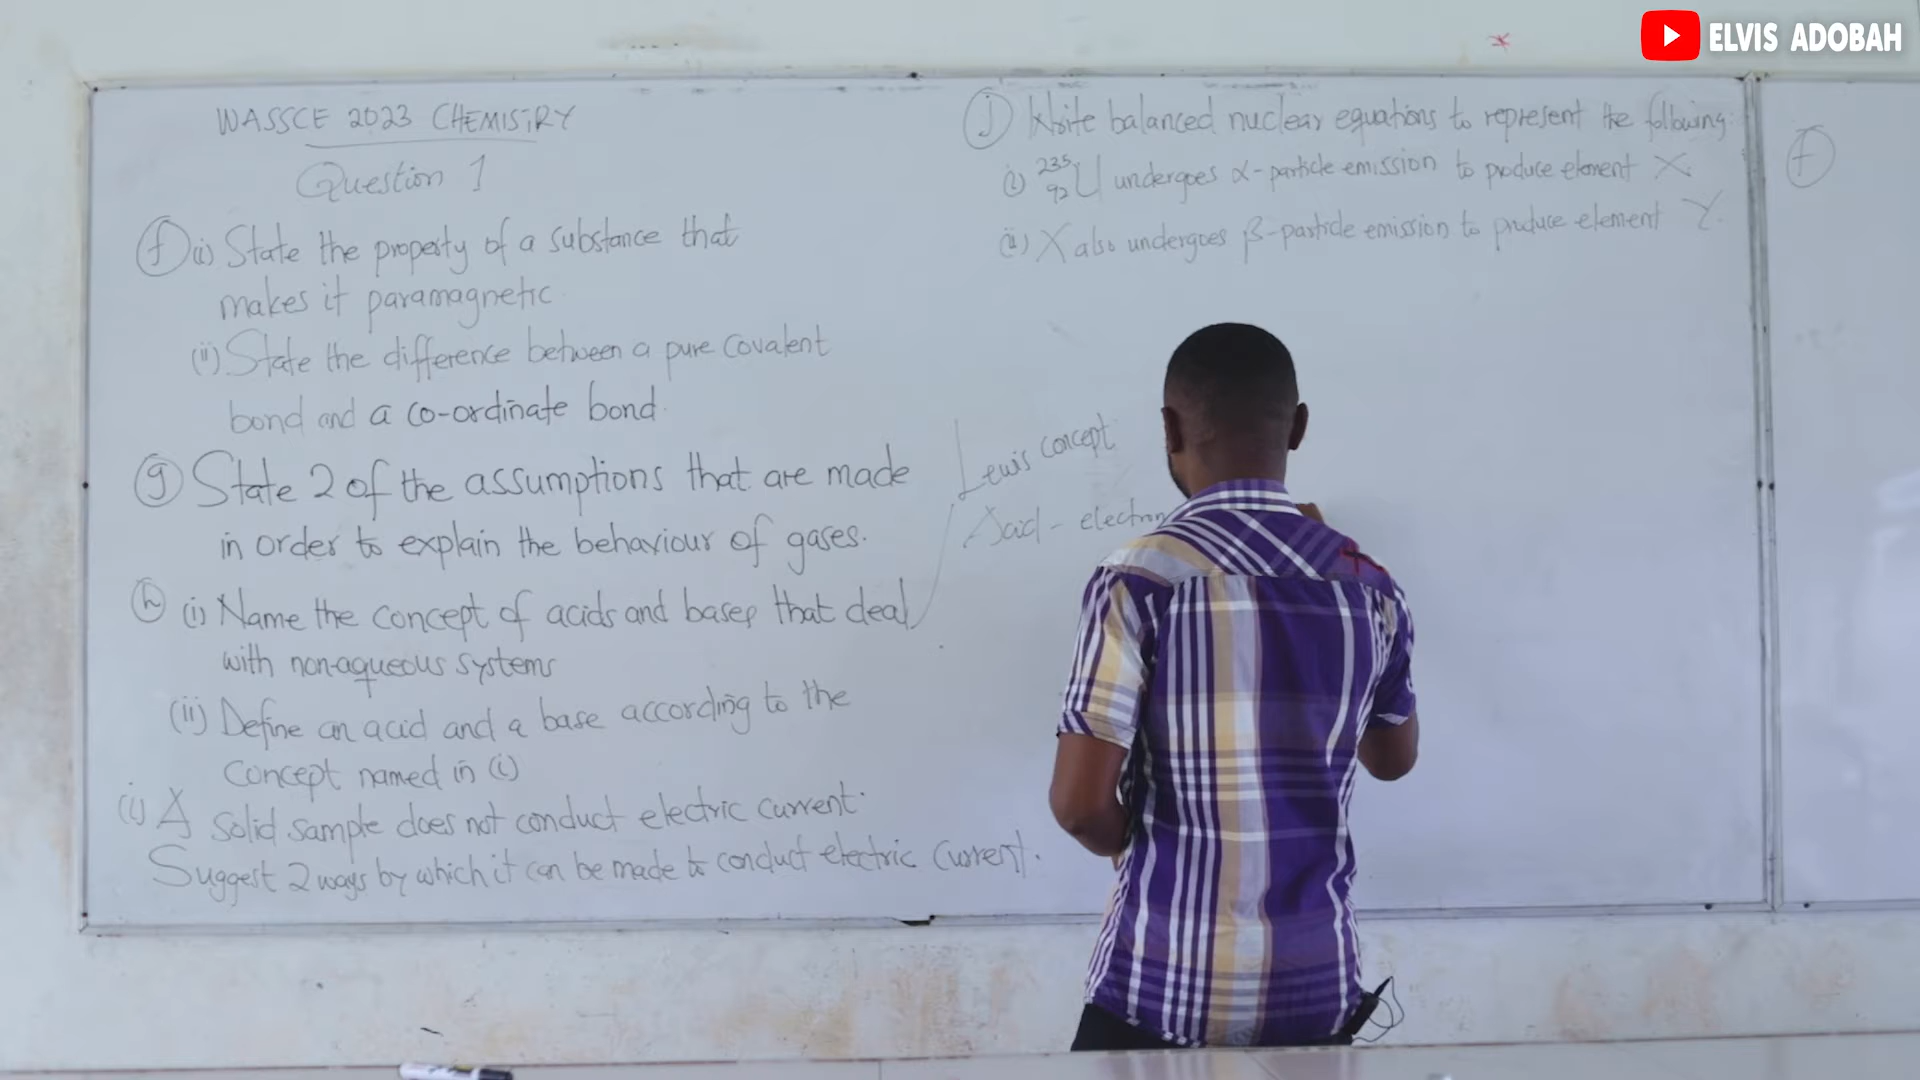 ELVIS ADOBAH
WASSCE 2023 CHEMISTRY
Question 1
f (i) State the property of a substance that
makes it paramagnetic.
(ii) State the difference between a pure covalent
bond and a co-ordinate bond.
g State 2 of the assumptions that are made
in order to explain the behaviour of gases.
h (i) Name the concept of acids and bases that deal
with non-aqueous systems
(ii) Define an acid and a base according to the
concept named in (i)
(i) A solid sample does not conduct electric current.
Suggest 2 ways by which it can be made to conduct electric current.
j Write balanced nuclear equations to represent the following:
(i) ²³⁵₉₂U undergoes α-particle emission to produce element X.
(ii) X also undergoes β-particle emission to produce element Y.
Lewis concept
Acid - electron
f